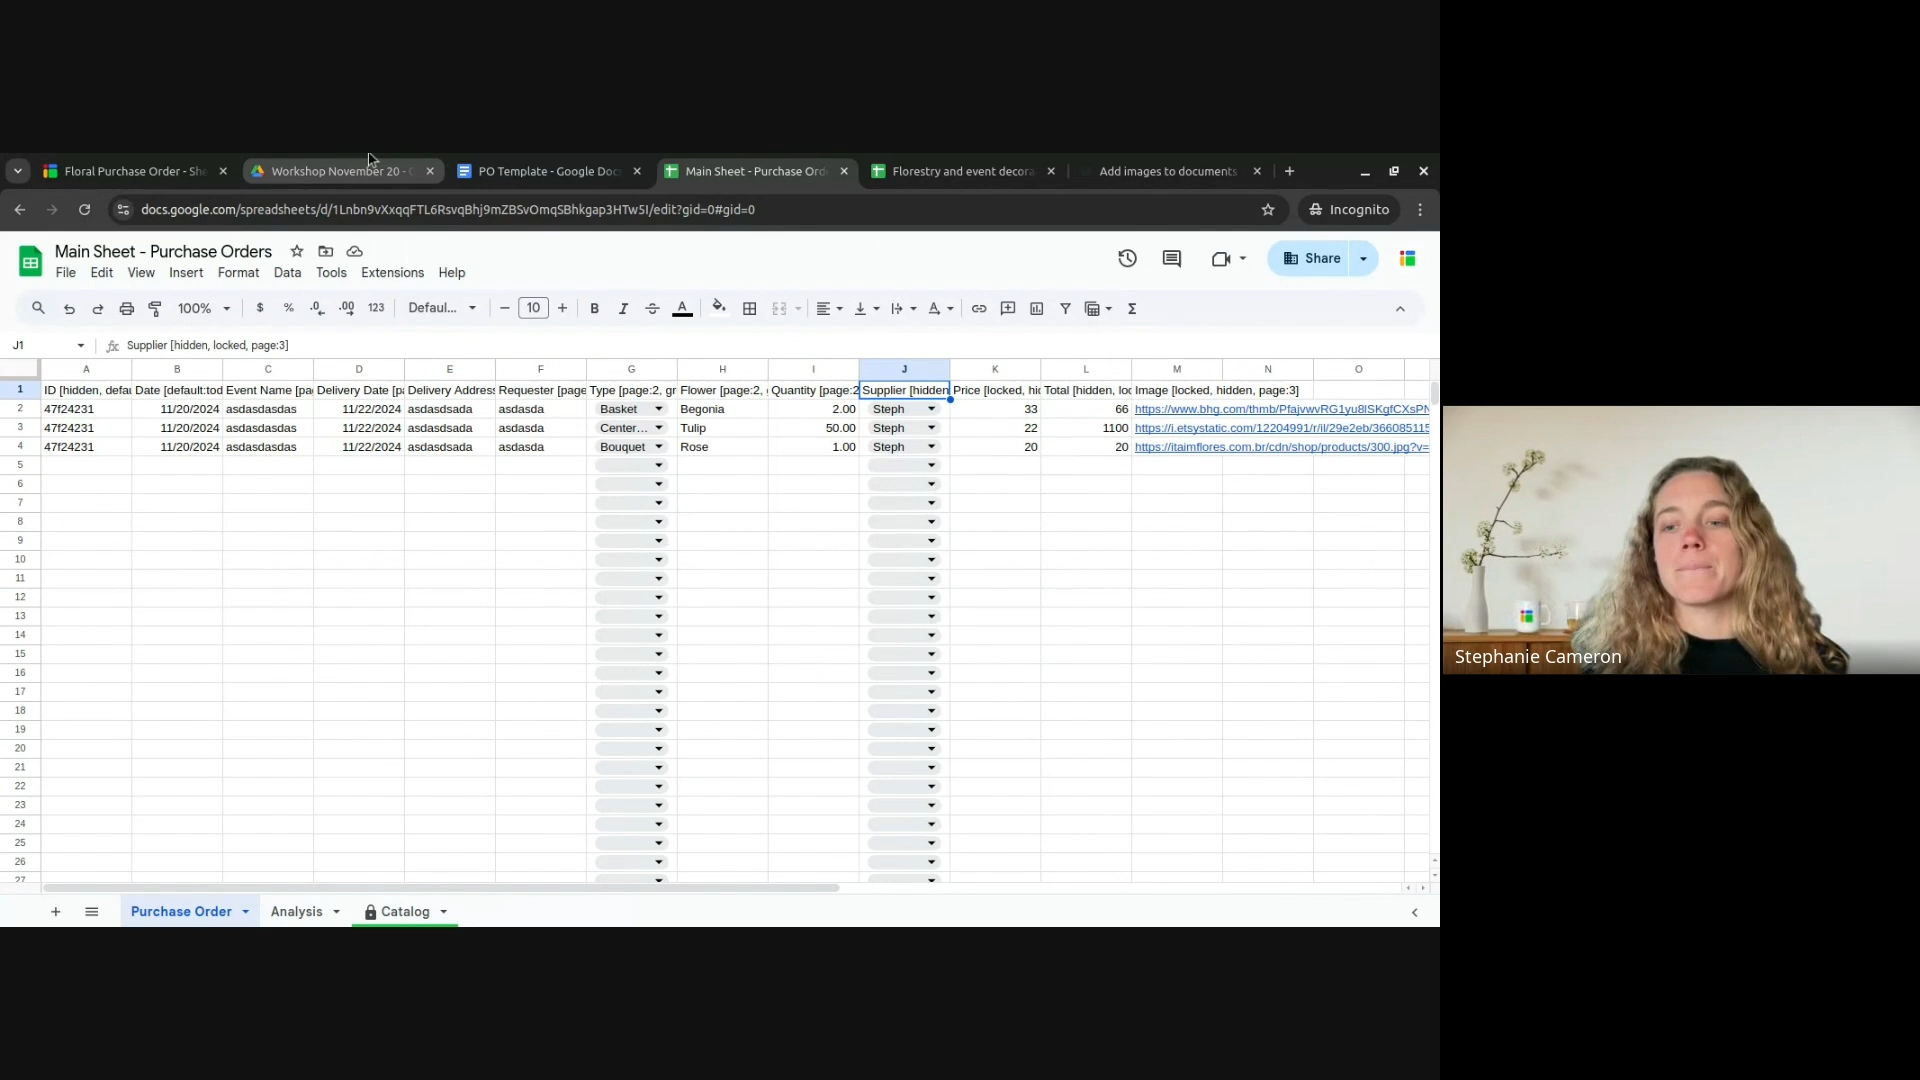 Floral Purchase Order - She
Workshop November 20 - G
PO Template - Google Doc
Main Sheet - Purchase Orde
Florestry and event decora
Add images to documents
docs.google.com/spreadsheets/d/1Lnbn9vXxqqFTL6RsvqBhj9mZBSvOmqSBhkgap3HTw5I/edit?gid=0#gid=0
Incognito
Main Sheet - Purchase Orders
File Edit View Insert Format Data Tools Extensions Help
Share
100% $ % .0 .00 123 Defaul... 10 B I A
J1 Supplier [hidden, locked, page:3]
A B C D E F G H I J K L M N O
1 ID [hidden, defau Date [default:tod Event Name [pa Delivery Date [pa Delivery Address Requester [page Type [page:2, gr Flower [page:2, Quantity [page:2 Supplier [hidden Price [locked, hid Total [hidden, loc Image [locked, hidden, page:3]
2 47f24231 11/20/2024 asdasdasdas 11/22/2024 asdasdsada asdasda Basket Begonia 2.00 Steph 33 66 https://www.bhg.com/thmb/PfajvwvRG1yu8lSKgfCXsPN
3 47f24231 11/20/2024 asdasdasdas 11/22/2024 asdasdsada asdasda Center... Tulip 50.00 Steph 22 1100 https://i.etsystatic.com/12204991/r/il/29e2eb/366085115
4 47f24231 11/20/2024 asdasdasdas 11/22/2024 asdasdsada asdasda Bouquet Rose 1.00 Steph 20 20 https://itaimflores.com.br/cdn/shop/products/300.jpg?v=
5
6
7
8
9
10
11
12
13
14
15
16
17
18
19
20
21
22
23
24
25
26
27
Purchase Order Analysis Catalog
Stephanie Cameron